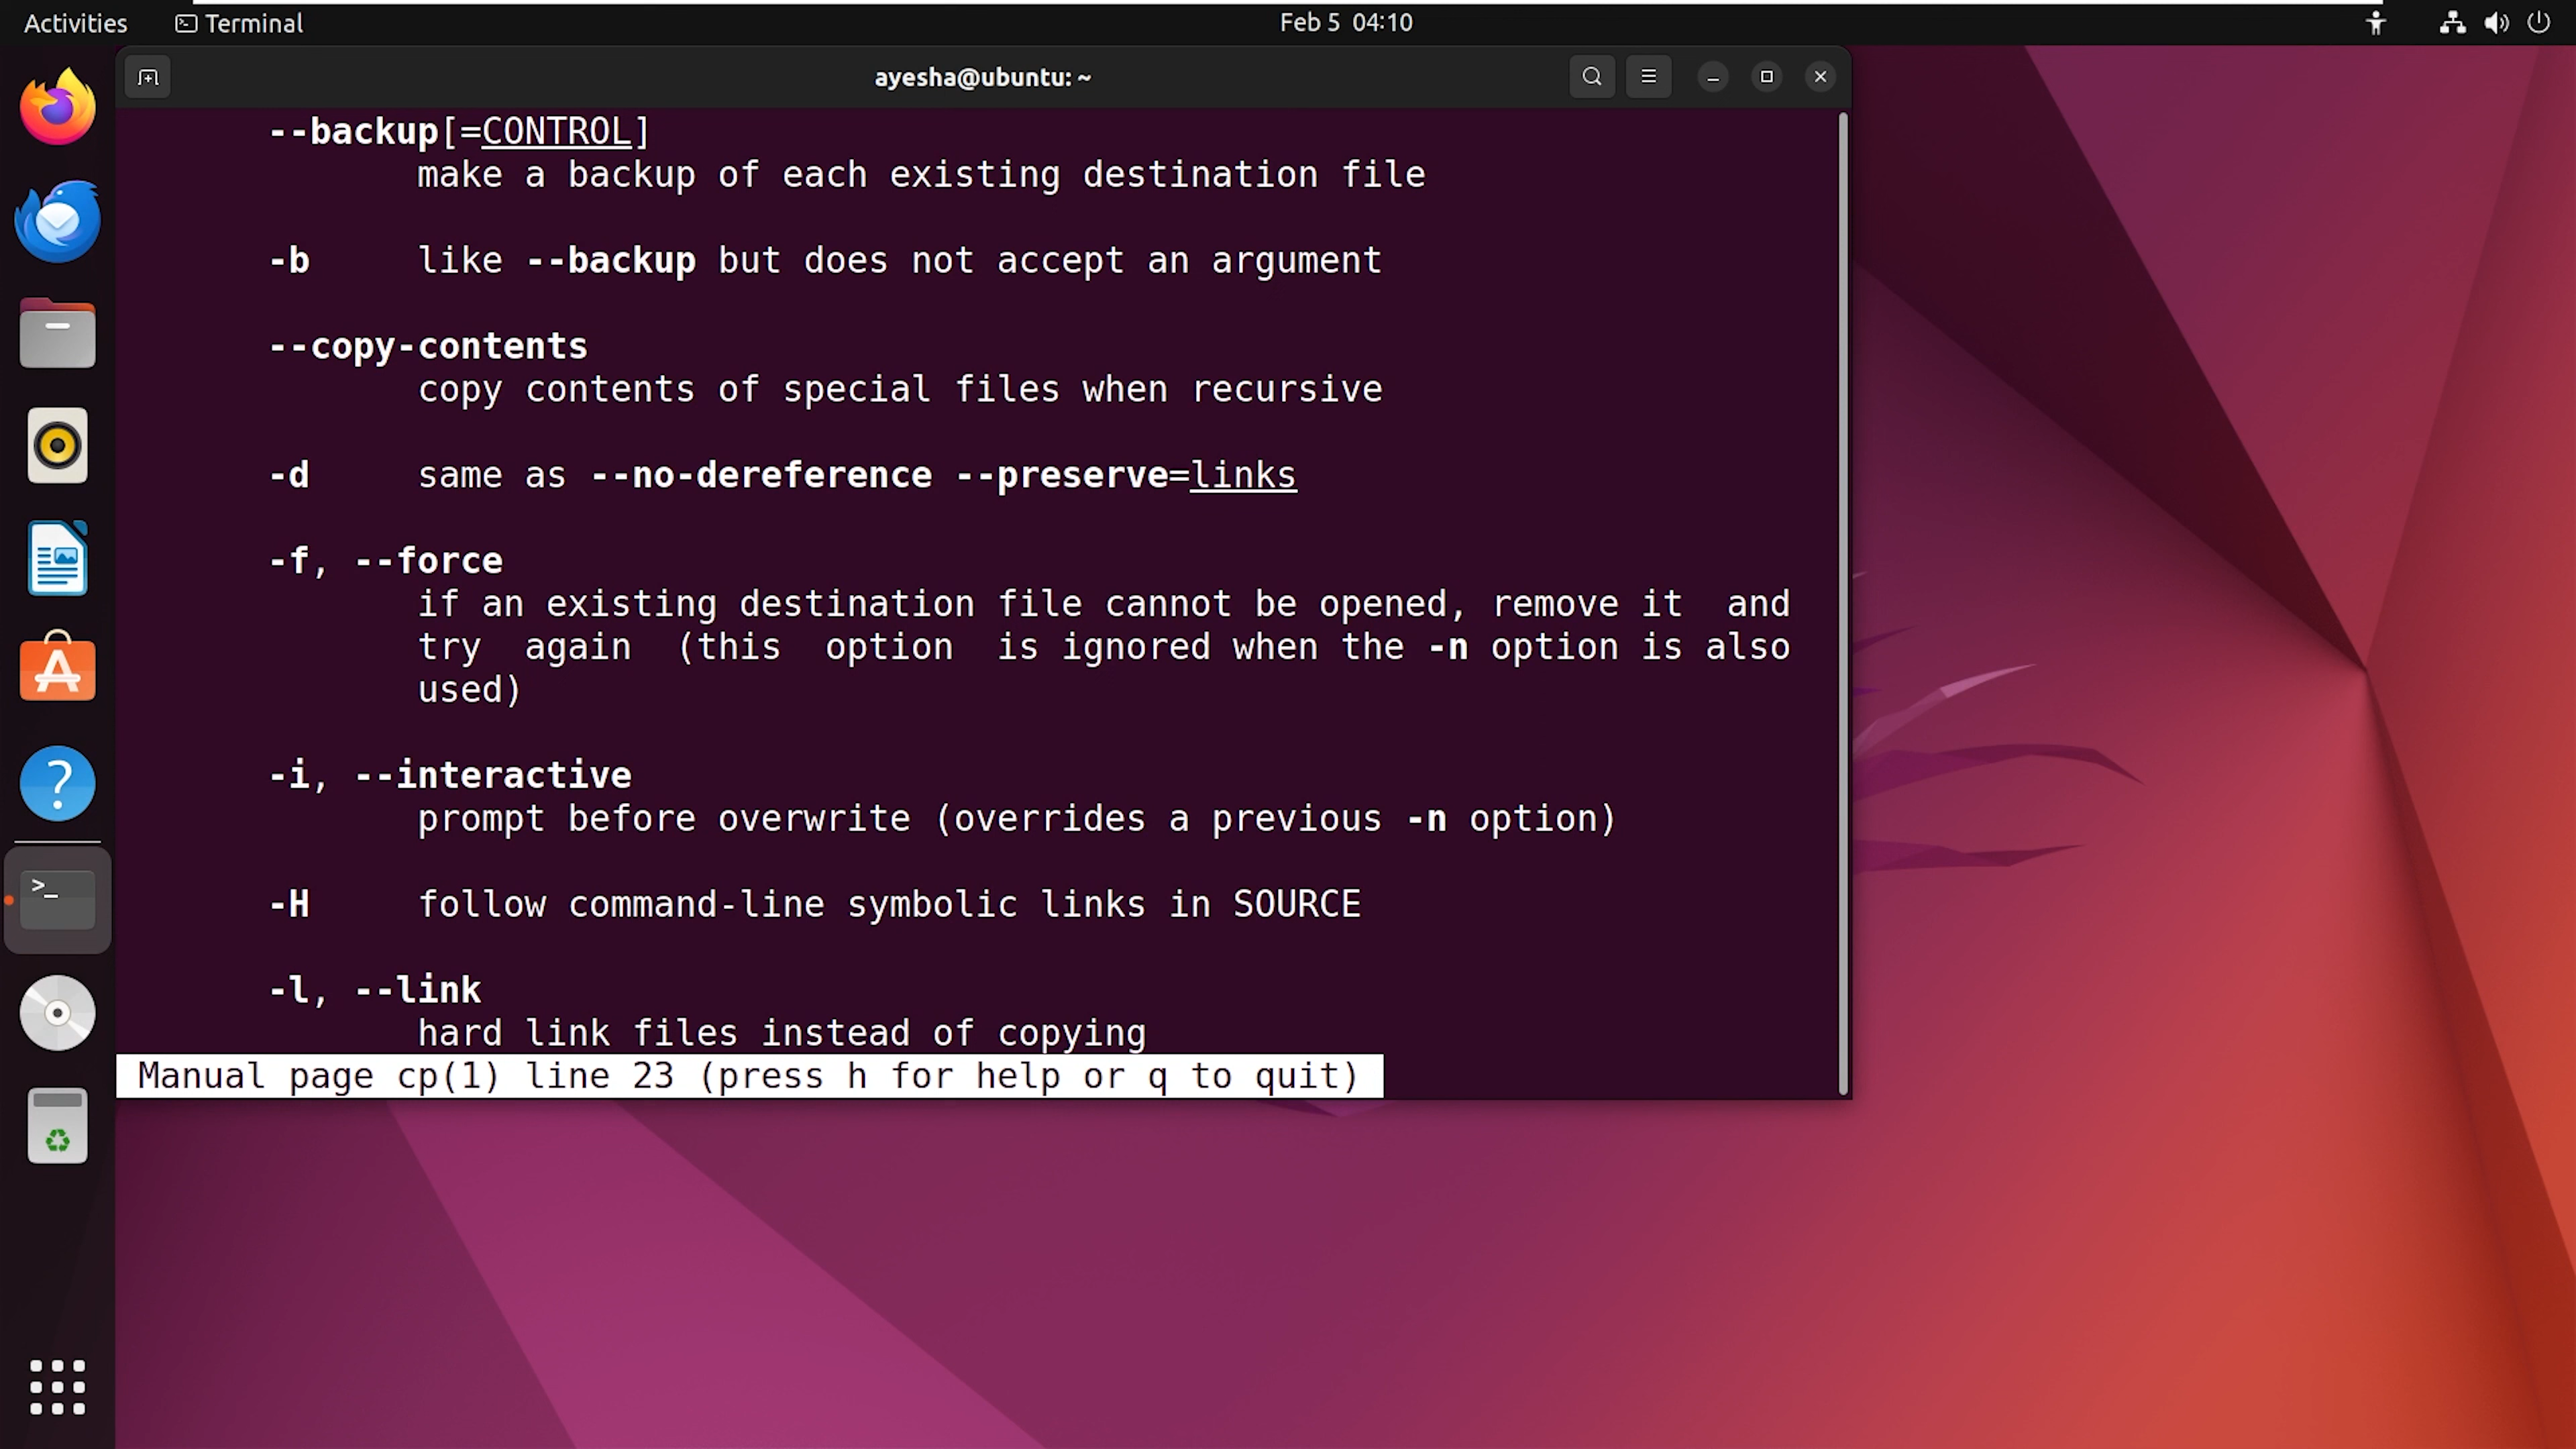 Activities Terminal Feb 5 04:10
ayesha@ubuntu: ~
--backup[=CONTROL]
make a backup of each existing destination file
-b like --backup but does not accept an argument
--copy-contents
copy contents of special files when recursive
-d same as --no-dereference --preserve=links
-f, --force
if an existing destination file cannot be opened, remove it and
try again (this option is ignored when the -n option is also
used)
-i, --interactive
prompt before overwrite (overrides a previous -n option)
-H follow command-line symbolic links in SOURCE
-l, --link
hard link files instead of copying
Manual page cp(1) line 23 (press h for help or q to quit)